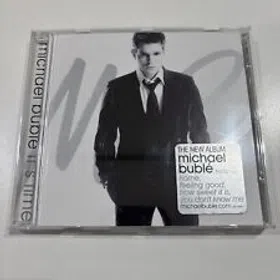 michael bublé it's time
THE NEW ALBUM
michael
bublé
home,
feeling good,
how sweet it is,
you don't know me
michaelbuble.com